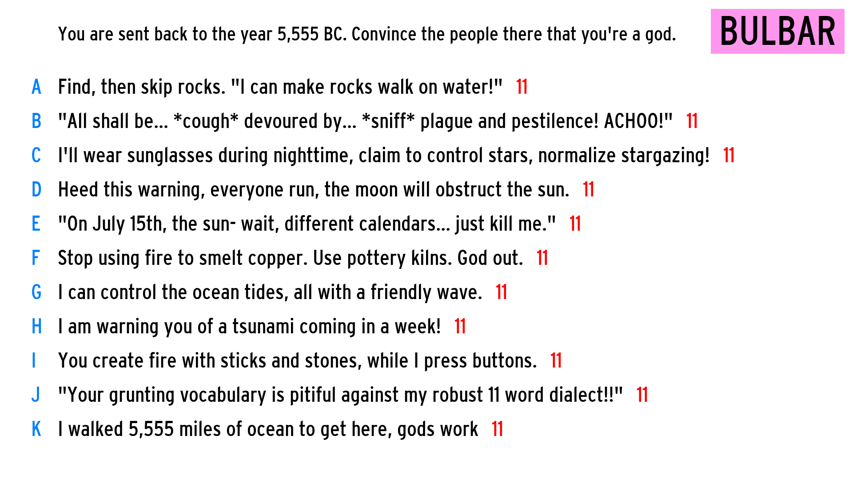 You are sent back to the year 5,555 BC. Convince the people there that you're a god.
BULBAR
A Find, then skip rocks. "I can make rocks walk on water!" 11
B "All shall be... *cough* devoured by... *sniff* plague and pestilence! ACHOO!" 11
C I'll wear sunglasses during nighttime, claim to control stars, normalize stargazing! 11
D Heed this warning, everyone run, the moon will obstruct the sun. 11
E "On July 15th, the sun- wait, different calendars... just kill me." 11
F Stop using fire to smelt copper. Use pottery kilns. God out. 11
G I can control the ocean tides, all with a friendly wave. 11
H I am warning you of a tsunami coming in a week! 11
I You create fire with sticks and stones, while I press buttons. 11
J "Your grunting vocabulary is pitiful against my robust 11 word dialect!!" 11
K I walked 5,555 miles of ocean to get here, gods work 11